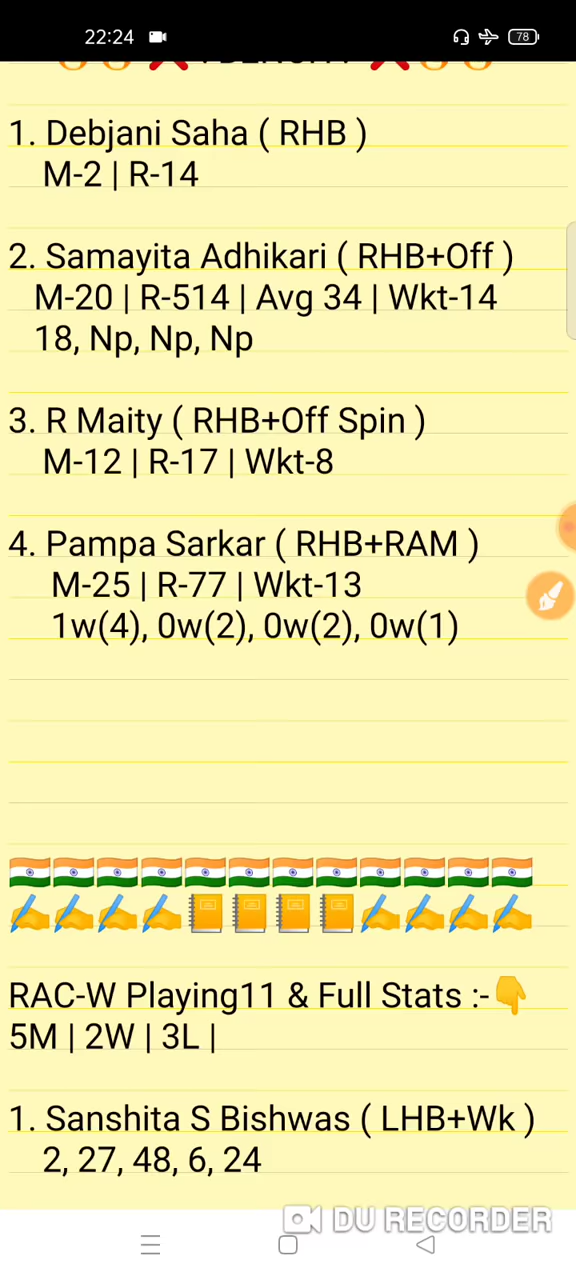 22:24
78
1. Debjani Saha ( RHB )
M-2 | R-14
2. Samayita Adhikari ( RHB+Off )
M-20 | R-514 | Avg 34 | Wkt-14
18, Np, Np, Np
3. R Maity ( RHB+Off Spin )
M-12 | R-17 | Wkt-8
4. Pampa Sarkar ( RHB+RAM )
M-25 | R-77 | Wkt-13
1w(4), 0w(2), 0w(2), 0w(1)
RAC-W Playing11 & Full Stats :-👇
5M | 2W | 3L |
1. Sanshita S Bishwas ( LHB+Wk )
2, 27, 48, 6, 24
DU RECORDER